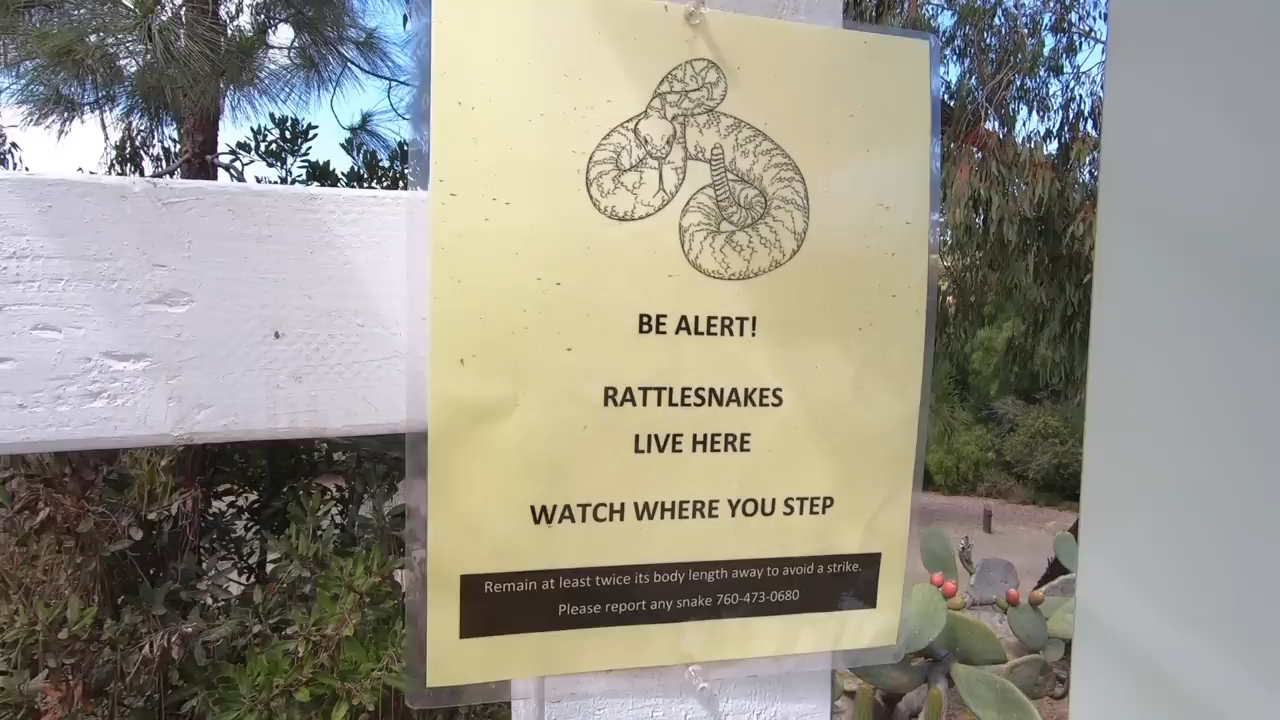 BE ALERT!
RATTLESNAKES
LIVE HERE
WATCH WHERE YOU STEP
Remain at least twice its body length away to avoid a strike.
Please report any snake 760-473-0680